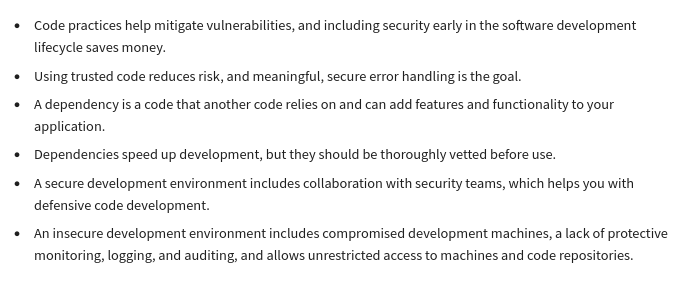 • Code practices help mitigate vulnerabilities, and including security early in the software development
lifecycle saves money.
• Using trusted code reduces risk, and meaningful, secure error handling is the goal.
• A dependency is a code that another code relies on and can add features and functionality to your
application.
• Dependencies speed up development, but they should be thoroughly vetted before use.
• A secure development environment includes collaboration with security teams, which helps you with
defensive code development.
• An insecure development environment includes compromised development machines, a lack of protective
monitoring, logging, and auditing, and allows unrestricted access to machines and code repositories.